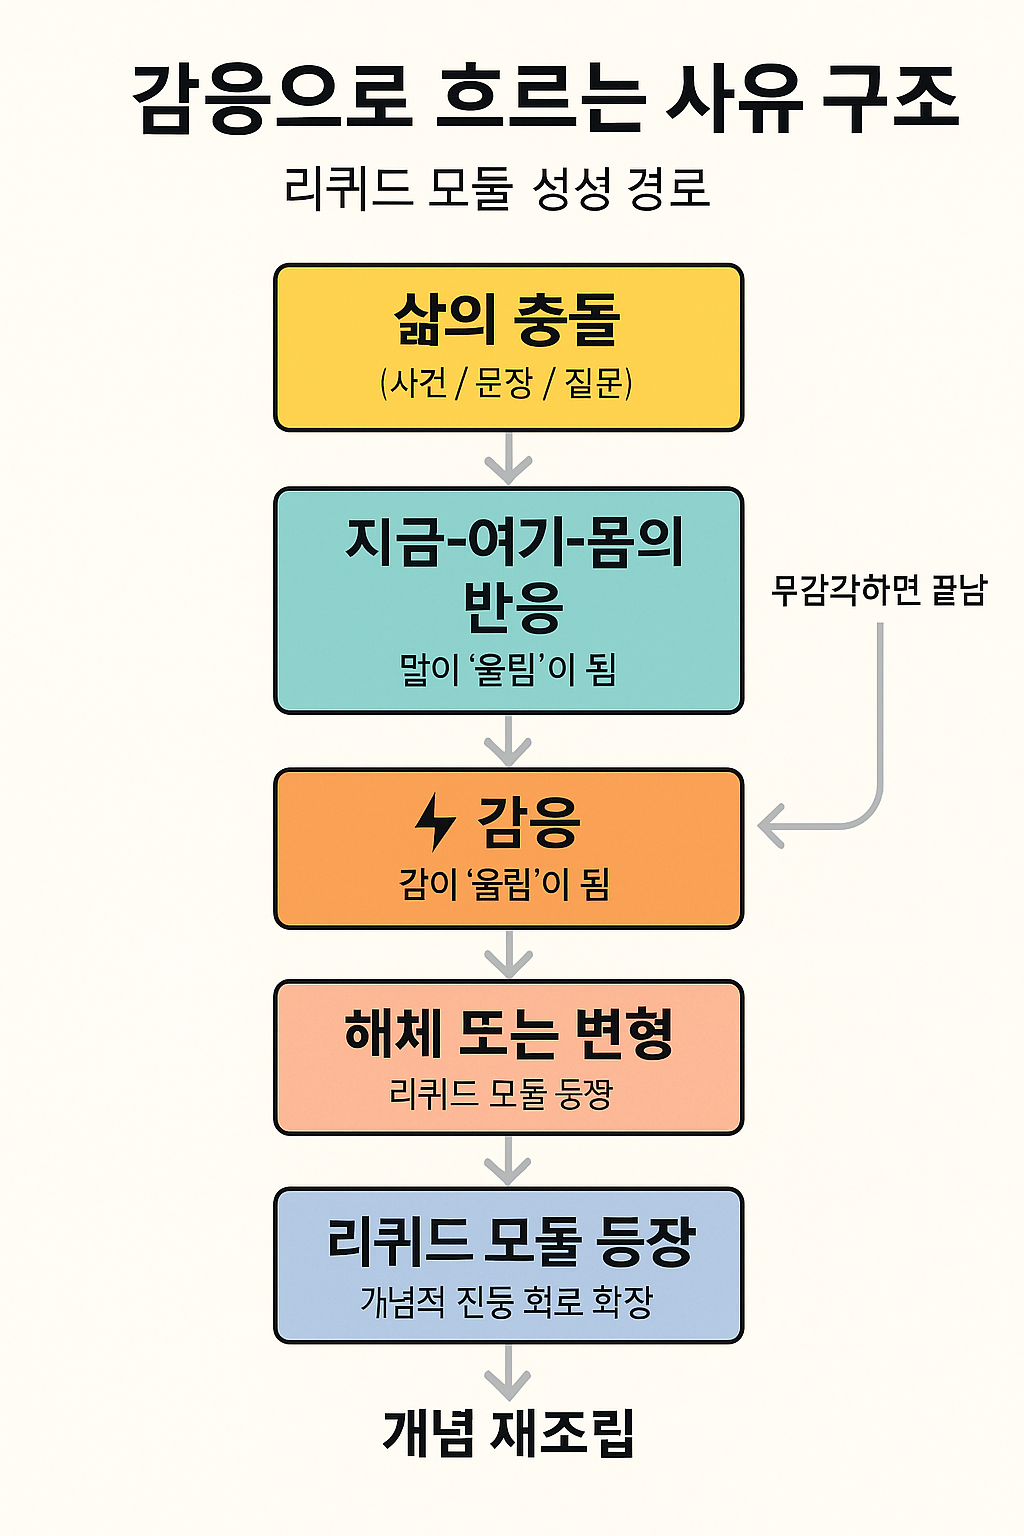 감응으로 흐르는 사유 구조
리퀴드 모둘 성셩 경로
삶의 충돌
(사건 / 문장 / 질문)
지금-여기-몸의
반응
말이 ‘울림’이 됨
무감각하면 끝남
감응
감이 ‘울림’이 됨
해체 또는 변형
리퀴드 모둘 등장
리퀴드 모둘 등장
개념적 진둥 회로 확장
개념 재조립